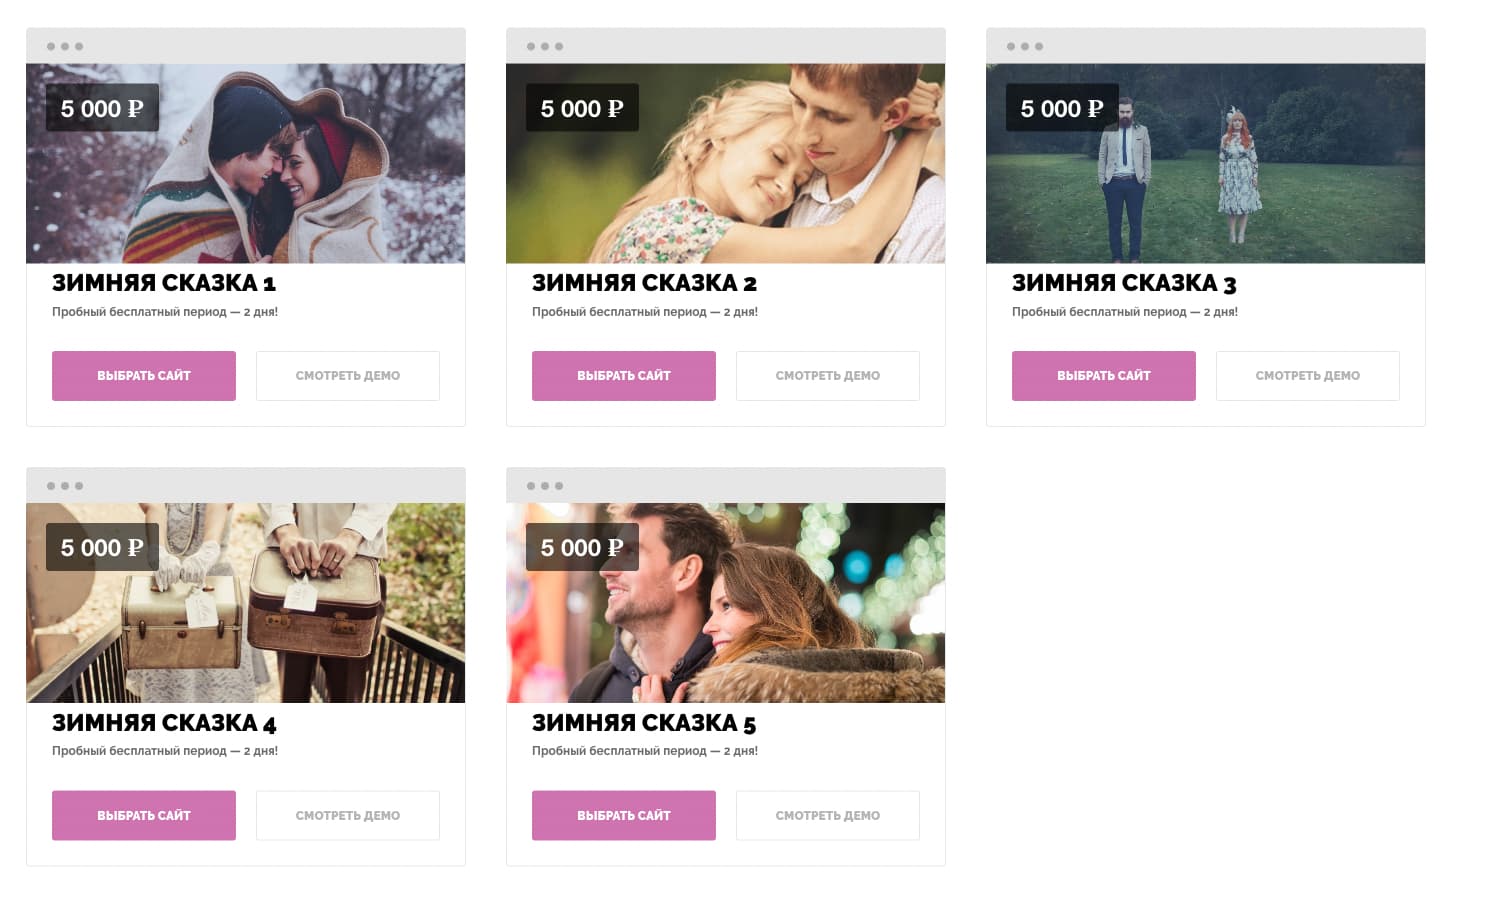 5 000 ₽
ЗИМНЯЯ СКАЗКА 1
Пробный бесплатный период — 2 дня!
ВЫБРАТЬ САЙТ
СМОТРЕТЬ ДЕМО
5 000 ₽
ЗИМНЯЯ СКАЗКА 2
Пробный бесплатный период — 2 дня!
ВЫБРАТЬ САЙТ
СМОТРЕТЬ ДЕМО
5 000 ₽
ЗИМНЯЯ СКАЗКА 3
Пробный бесплатный период — 2 дня!
ВЫБРАТЬ САЙТ
СМОТРЕТЬ ДЕМО
5 000 ₽
ЗИМНЯЯ СКАЗКА 4
Пробный бесплатный период — 2 дня!
ВЫБРАТЬ САЙТ
СМОТРЕТЬ ДЕМО
5 000 ₽
ЗИМНЯЯ СКАЗКА 5
Пробный бесплатный период — 2 дня!
ВЫБРАТЬ САЙТ
СМОТРЕТЬ ДЕМО